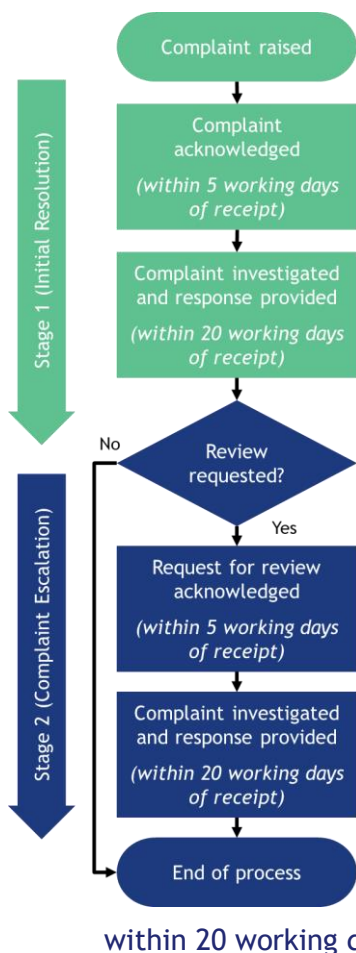 Complaint raised
Stage 1 (Initial Resolution)
Complaint
acknowledged
(within 5 working days
of receipt)
Complaint investigated
and response provided
(within 20 working days
of receipt)
No
Review
requested?
Yes
Stage 2 (Complaint Escalation)
Request for review
acknowledged
(within 5 working days
of receipt)
Complaint investigated
and response provided
(within 20 working days
of receipt)
End of process
within 20 working